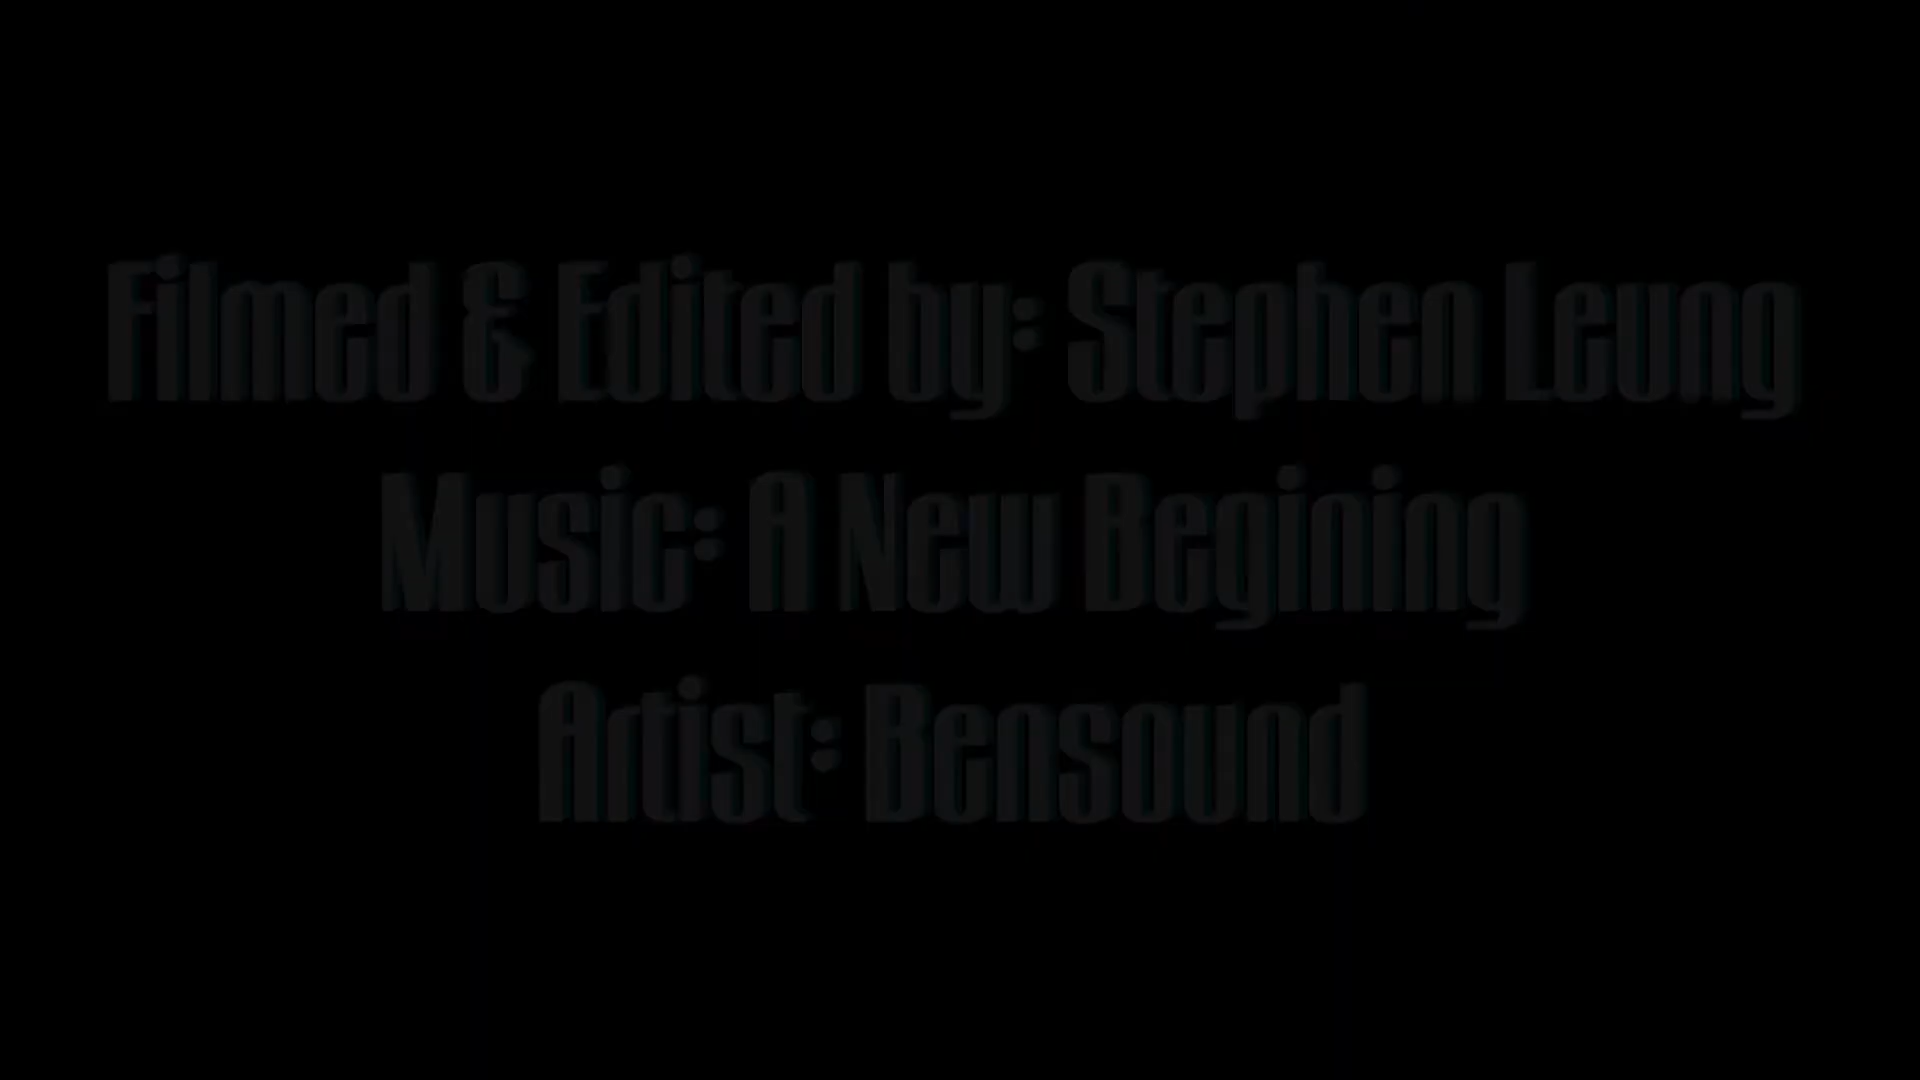 Filmed & Edited by: Stephen Leung
Music: A New Begining
Artist: Bensound